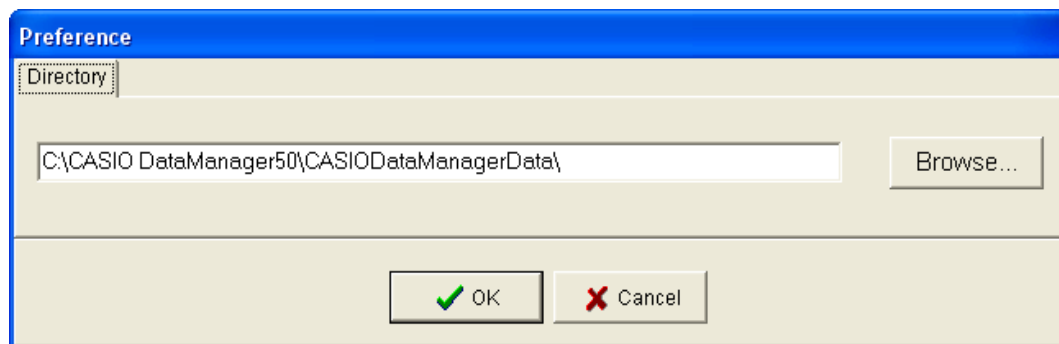 Preference
Directory
C:\CASIO DataManager50\CASIODataManagerData\
Browse...
OK
Cancel